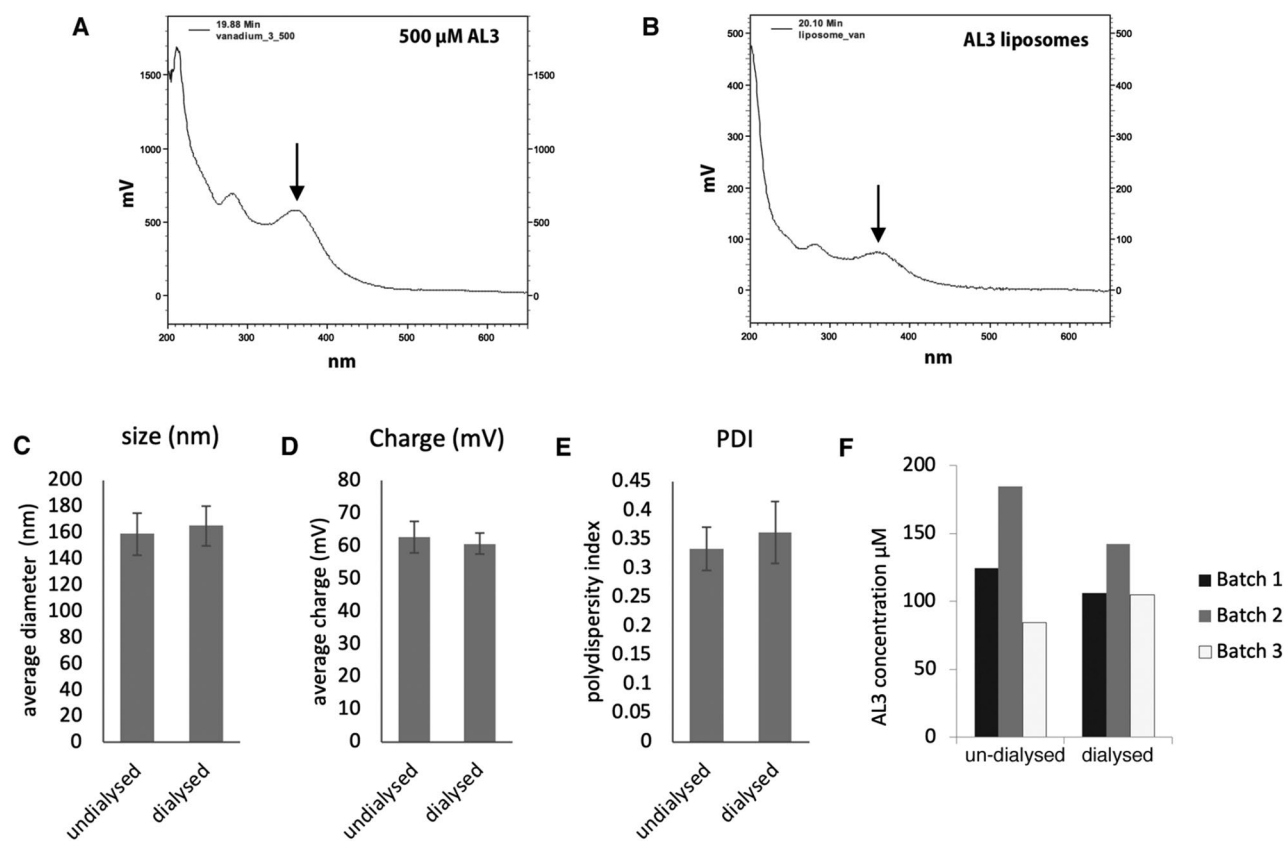 A
19.88 Min
vanadium_3_500
500 µM AL3
1500
1000
500
0
1500
1000
500
0
mV
200
300
400
500
600
nm
B
20.10 Min
liposome_van
AL3 liposomes
500
400
300
200
100
0
500
400
300
200
100
0
mV
200
300
400
500
600
nm
C
size (nm)
average diameter (nm)
200
180
160
140
120
100
80
60
40
20
0
undialysed
dialysed
D
Charge (mV)
average charge (mV)
80
70
60
50
40
30
20
10
0
undialysed
dialysed
E
PDI
polydispersity index
0.45
0.4
0.35
0.3
0.25
0.2
0.15
0.1
0.05
0
undialysed
dialysed
F
AL3 concentration µM
200
150
100
50
0
un-dialysed
dialysed
Batch 1
Batch 2
Batch 3